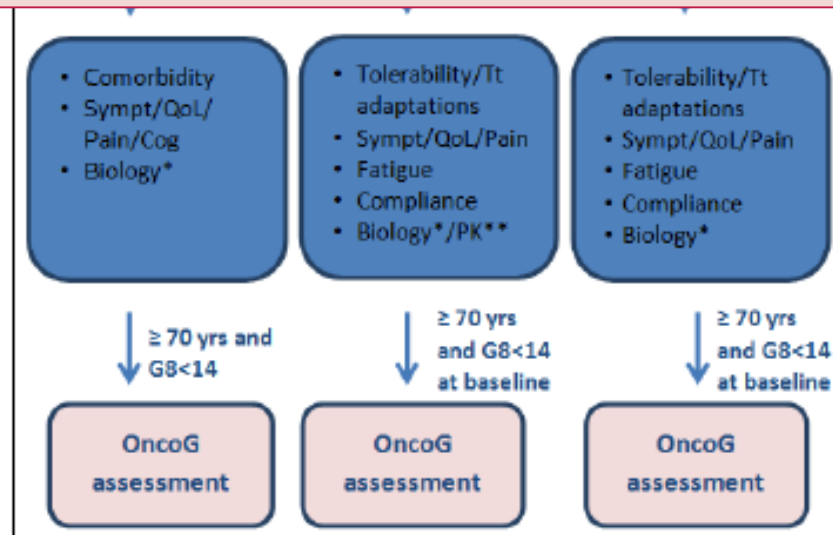 • Comorbidity
• Sympt/QoL/
Pain/Cog
• Biology*
• Tolerability/Tt
adaptations
• Sympt/QoL/Pain
• Fatigue
• Compliance
• Biology*/PK**
• Tolerability/Tt
adaptations
• Sympt/QoL/Pain
• Fatigue
• Compliance
• Biology*
≥ 70 yrs and
G8<14
≥ 70 yrs
and G8<14
at baseline
≥ 70 yrs
and G8<14
at baseline
OncoG
assessment
OncoG
assessment
OncoG
assessment